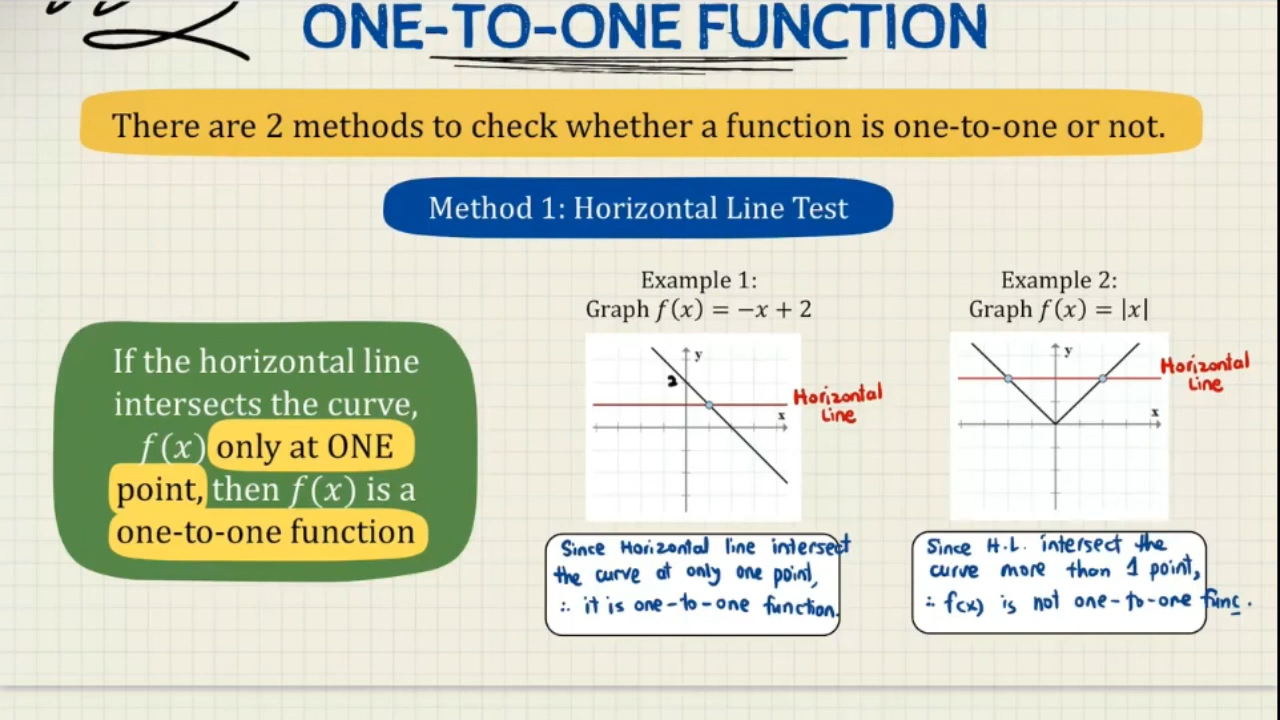 ONE-TO-ONE FUNCTION
There are 2 methods to check whether a function is one-to-one or not.
Method 1: Horizontal Line Test
If the horizontal line
intersects the curve,
f(x) only at ONE
point, then f(x) is a
one-to-one function
Example 1:
Graph f(x) = −x + 2
y
2
x
Horizontal
Line
Since Horizontal line intersect
the curve at only one point,
∴ it is one-to-one function.
Example 2:
Graph f(x) = |x|
y
x
Horizontal
Line
Since H.L. intersect the
curve more than 1 point,
∴ f(x) is not one-to-one func.